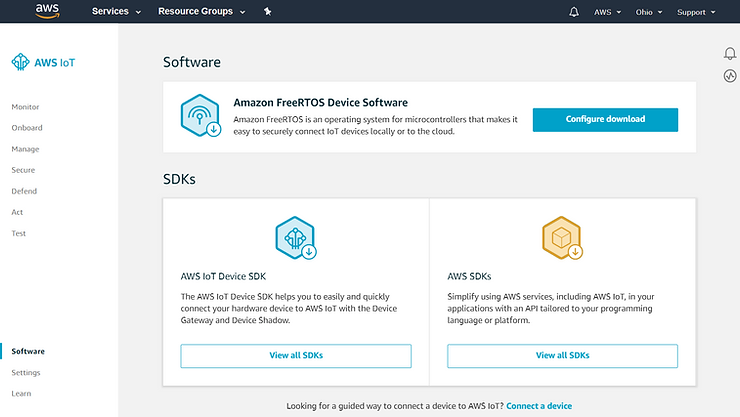 aws Services Resource Groups AWS Ohio Support
AWS IoT
Monitor
Onboard
Manage
Secure
Defend
Act
Test
Software
Settings
Learn
Software
Amazon FreeRTOS Device Software
Amazon FreeRTOS is an operating system for microcontrollers that makes it
easy to securely connect IoT devices locally or to the cloud.
Configure download
SDKs
AWS IoT Device SDK
The AWS IoT Device SDK helps you to easily and quickly
connect your hardware device to AWS IoT with the Device
Gateway and Device Shadow.
View all SDKs
AWS SDKs
Simplify using AWS services, including AWS IoT, in your
applications with an API tailored to your programming
language or platform.
View all SDKs
Looking for a guided way to connect a device to AWS IoT? Connect a device